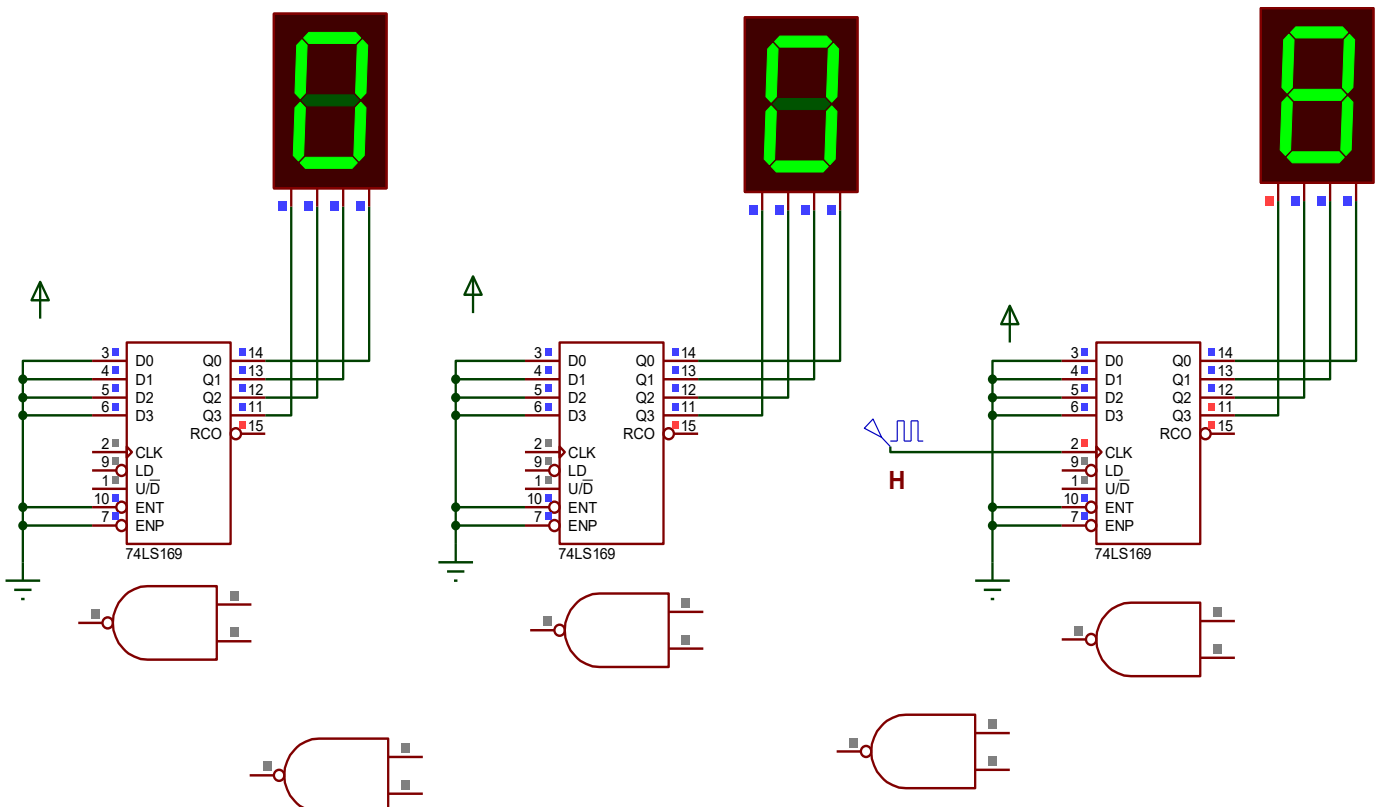 0
0
8
3 D0 Q0 14
4 D1 Q1 13
5 D2 Q2 12
6 D3 Q3 11
RCO 15
2 CLK
9 LD
1 U/D̅
10 ENT
7 ENP
74LS169
3 D0 Q0 14
4 D1 Q1 13
5 D2 Q2 12
6 D3 Q3 11
RCO 15
2 CLK
9 LD
1 U/D̅
10 ENT
7 ENP
74LS169
H
3 D0 Q0 14
4 D1 Q1 13
5 D2 Q2 12
6 D3 Q3 11
RCO 15
2 CLK
9 LD
1 U/D̅
10 ENT
7 ENP
74LS169